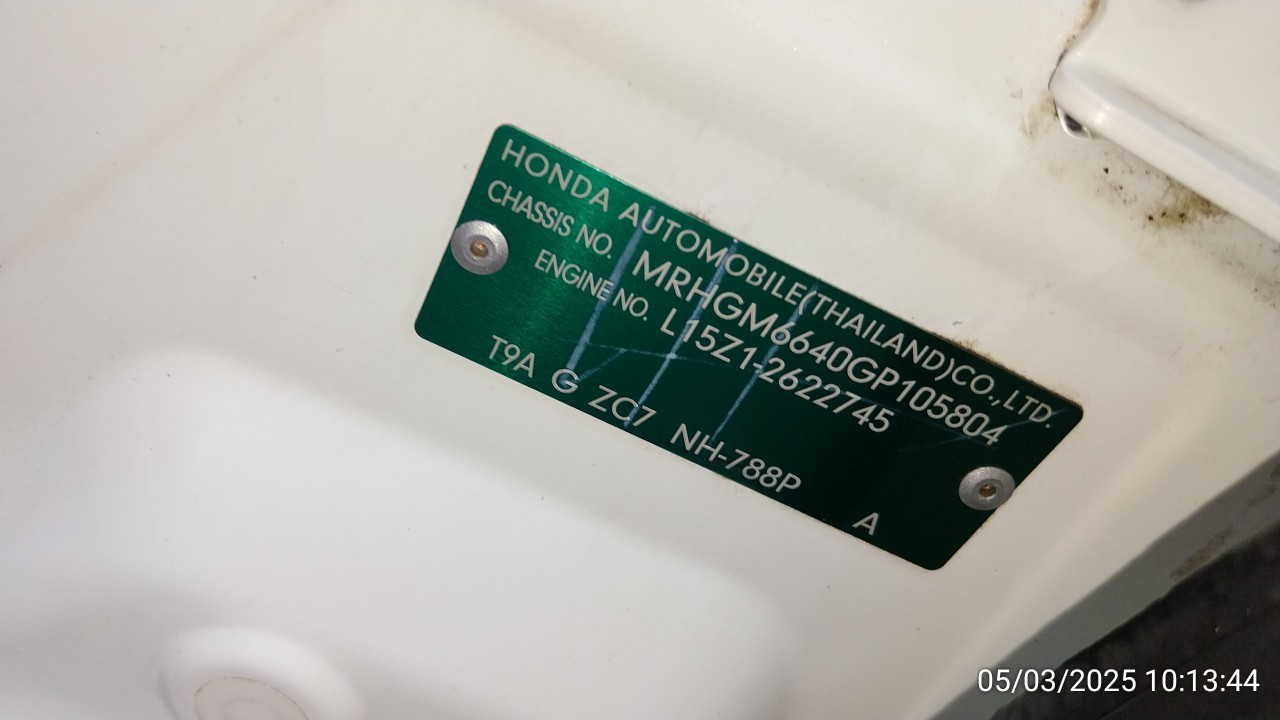 HONDA AUTOMOBILE(THAILAND)CO.,LTD.
CHASSIS NO. MRHGM6640GP105804
ENGINE NO. L15Z1-2622745
T9A G ZC7 NH-788P
A
05/03/2025 10:13:44